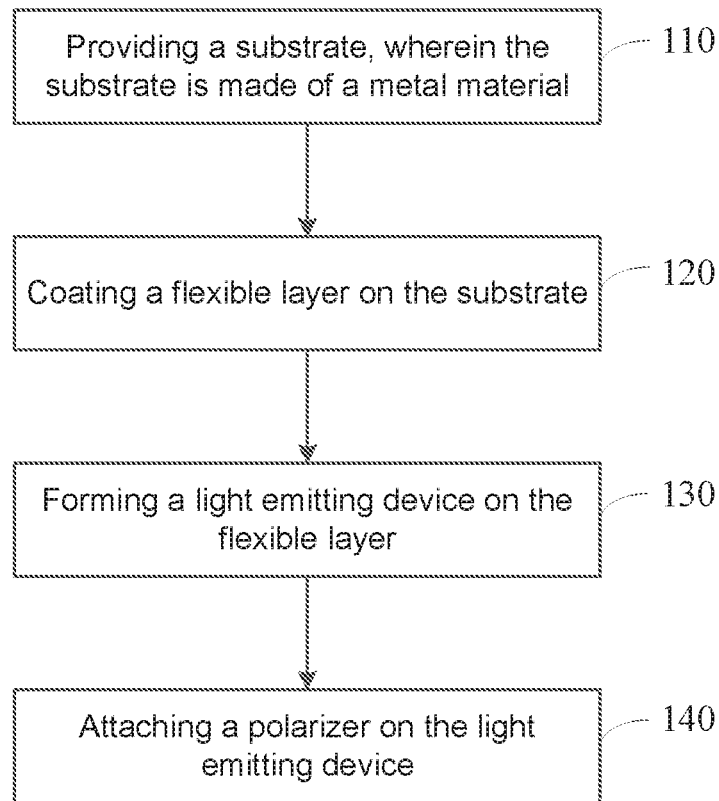 Providing a substrate, wherein the
substrate is made of a metal material
110
Coating a flexible layer on the substrate
120
Forming a light emitting device on the
flexible layer
130
Attaching a polarizer on the light
emitting device
140